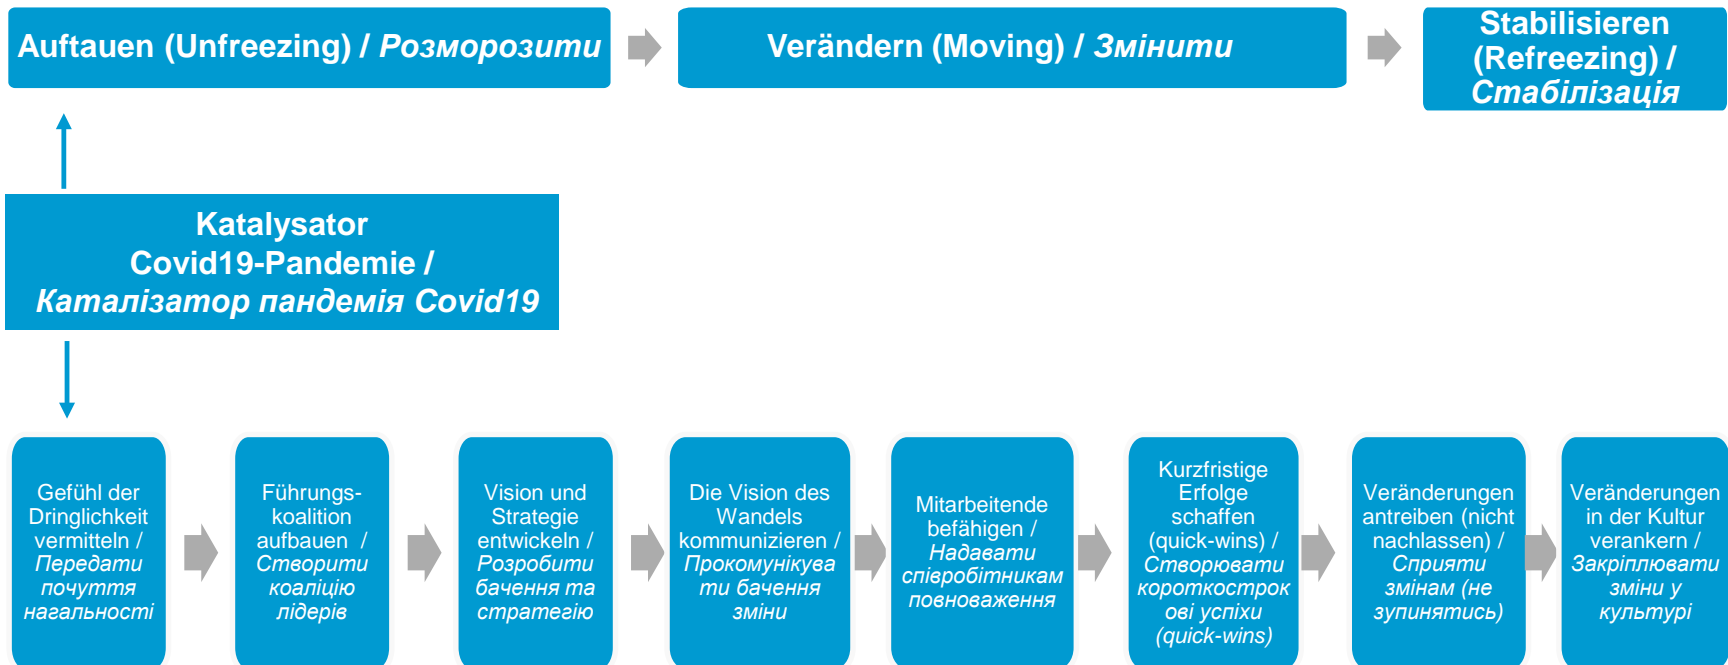 Auftauen (Unfreezing) / Розморозити
Verändern (Moving) / Змінити
Stabilisieren
(Refreezing) /
Стабілізація
Katalysator
Covid19-Pandemie /
Каталізатор пандемія Covid19
Gefühl der
Dringlichkeit
vermitteln /
Передати
почуття
нагальності
Führungs-
koalition
aufbauen /
Створити
коаліцію
лідерів
Vision und
Strategie
entwickeln /
Розробити
бачення та
стратегію
Die Vision des
Wandels
kommunizieren /
Прокомунікува
ти бачення
зміни
Mitarbeitende
befähigen /
Надавати
співробітникам
повноваження
Kurzfristige
Erfolge
schaffen
(quick-wins) /
Створювати
короткострок
ові успіхи
(quick-wins)
Veränderungen
antreiben (nicht
nachlassen) /
Сприяти
змінам (не
зупинятись)
Veränderungen
in der Kultur
verankern /
Закріплювати
зміни у
культурі